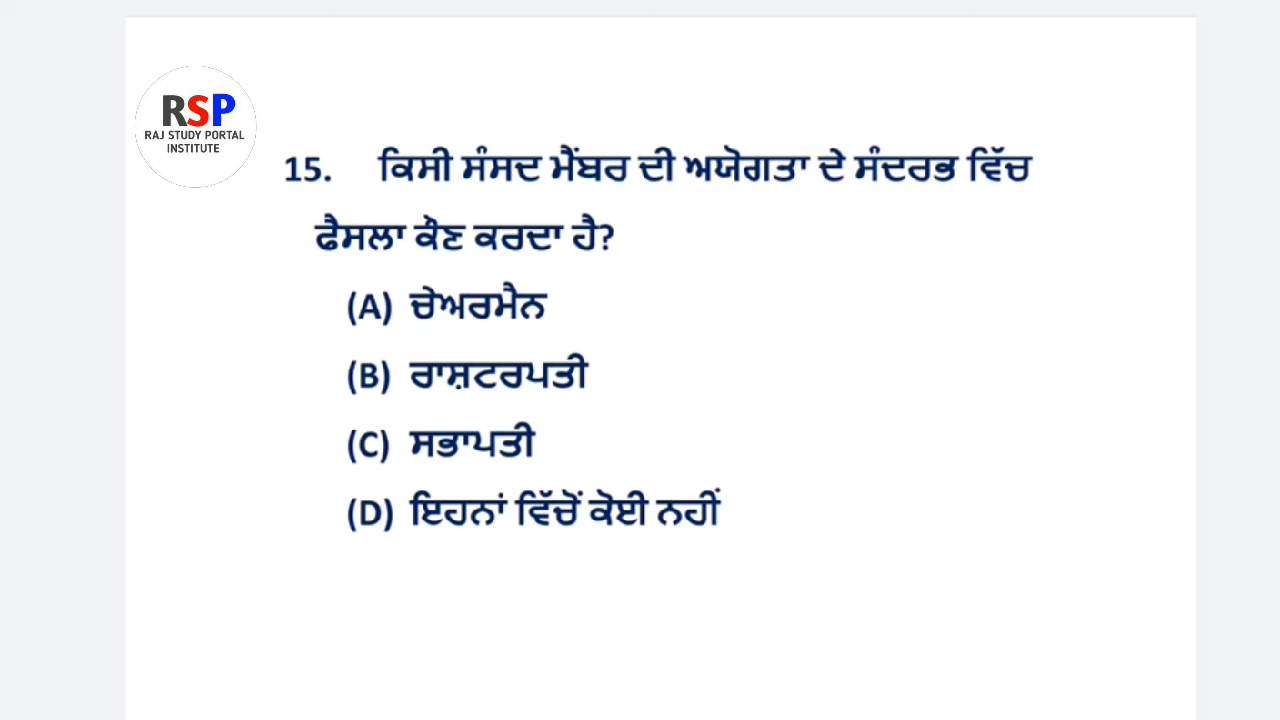 RSP
RAJ STUDY PORTAL
INSTITUTE
15. ਕਿਸੀ ਸੰਸਦ ਮੈਂਬਰ ਦੀ ਅਯੋਗਤਾ ਦੇ ਸੰਦਰਭ ਵਿੱਚ
ਫੈਸਲਾ ਕੌਣ ਕਰਦਾ ਹੈ?
(A) ਚੇਅਰਮੈਨ
(B) ਰਾਸ਼ਟਰਪਤੀ
(C) ਸਭਾਪਤੀ
(D) ਇਹਨਾਂ ਵਿੱਚੋਂ ਕੋਈ ਨਹੀਂ